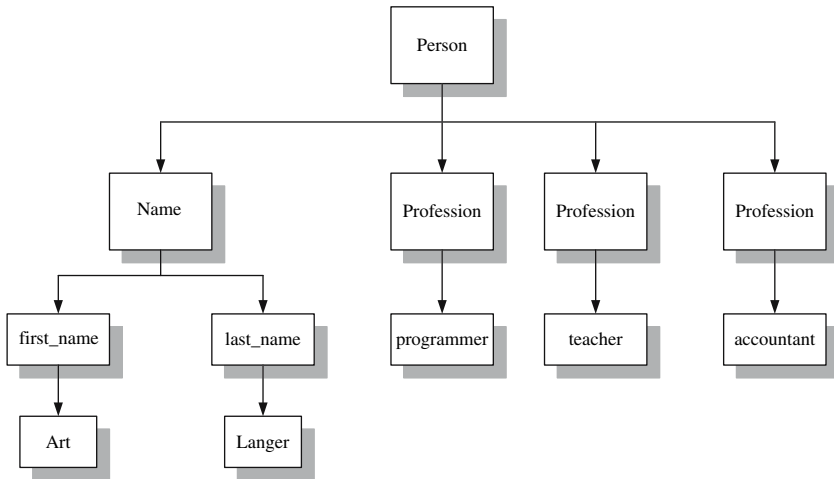 Person
Name
Profession
Profession
Profession
first_name
last_name
programmer
teacher
accountant
Art
Langer